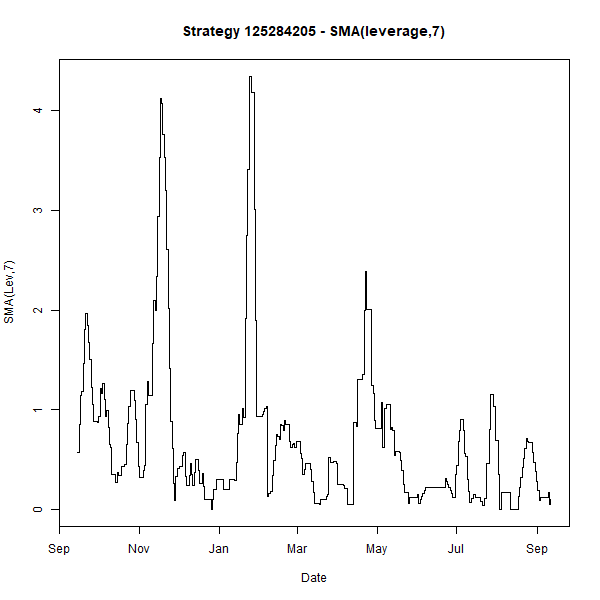 Strategy 125284205 - SMA(leverage,7)
SMA(Lev,7)
4
3
2
1
0
Sep Nov Jan Mar May Jul Sep
Date